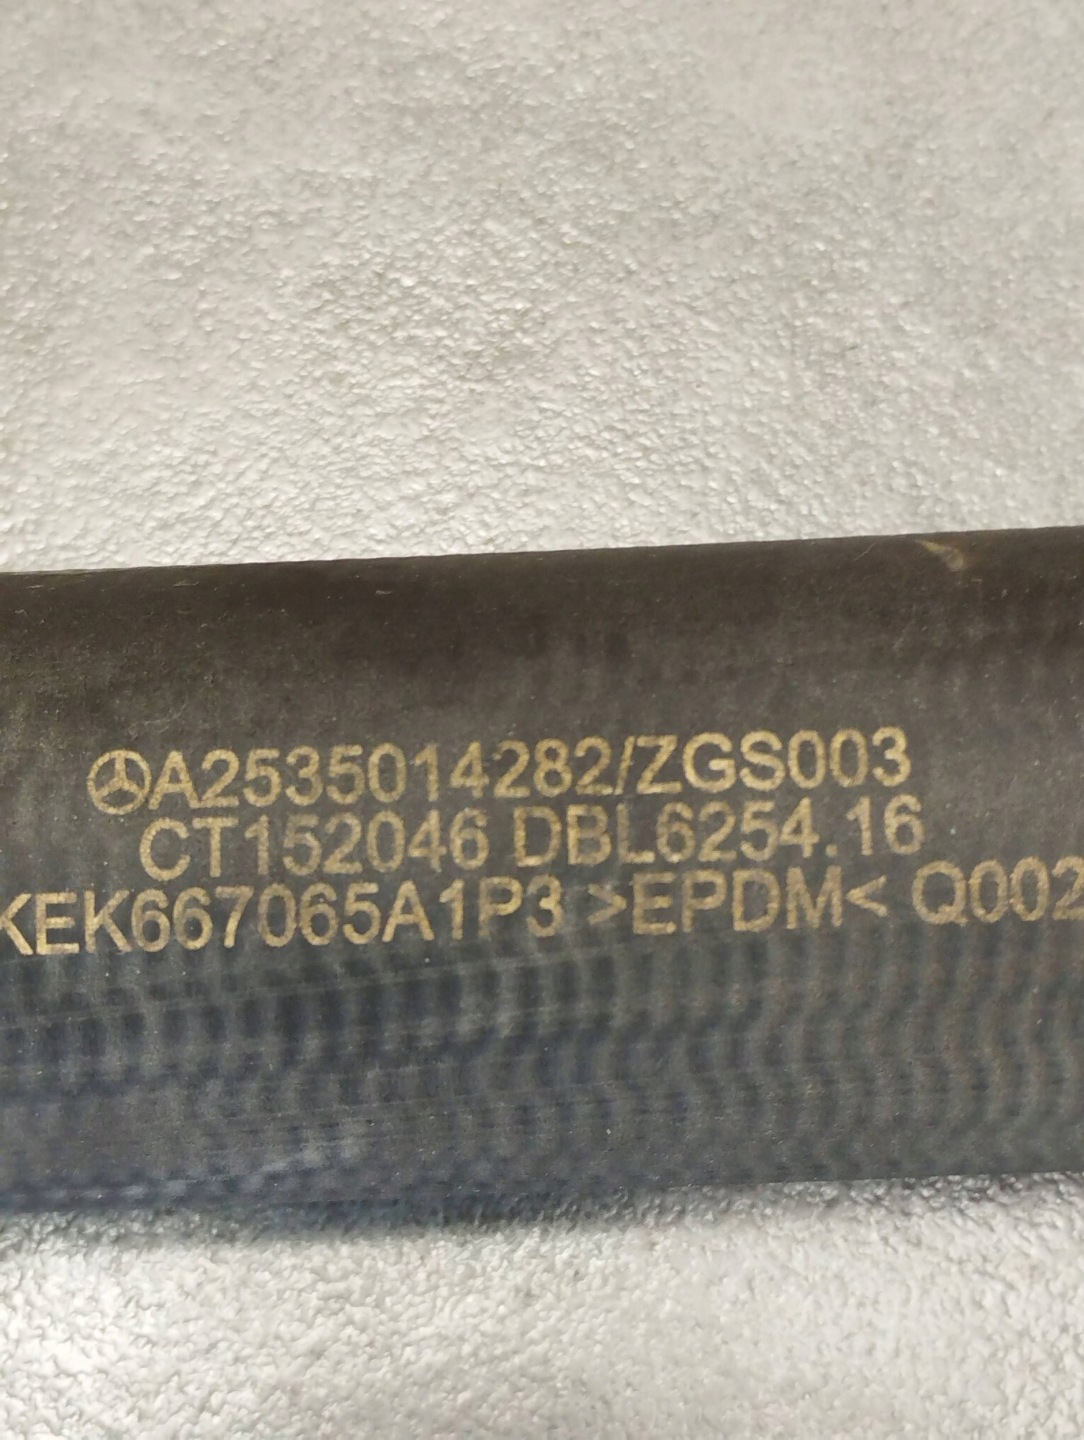 A2535014282/ZGS003
CT152046 DBL6254.16
KEK667065A1P3 >EPDM< Q002